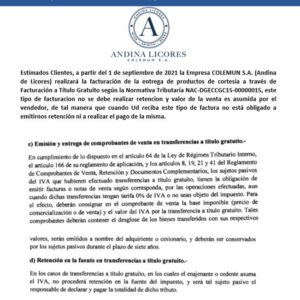 ANDINA LICORES
COLEMUN S.A.
Estimados Clientes, a partir del 1 de septiembre de 2021 la Empresa COLEMUN S.A. (Andina
de Licores) realizará la facturación de la entrega de productos de cortesia a través de
Facturación a Título Gratuito según la Normativa Tributaria NAC-DGECCGC15-00000015, este
tipo de facturacion no se debe realizar retencion y valor de la venta es asumida por el
vendedor, de tal manera que cuando Ud reciba este tipo de factura no está obligado a
emitirnos retención ni a realizar el pago de la misma.
c) Emisión y entrega de comprobantes de venta en transferencias a título gratuito.-
En cumplimiento de lo dispuesto en el artículo 64 de la Ley de Régimen Tributario Interno,
el artículo 166 de su reglamento de aplicación, y los artículos 8, 19, 21 y 41 del Reglamento
de Comprobantes de Venta, Retención y Documentos Complementarios, los sujetos pasivos
del IVA que hubieren efectuado transferencias a título gratuito, tienen la obligación de
emitir facturas o notas de venta según corresponda, por las operaciones efectuadas, aun
cuando dichas transferencias tengan tarifa 0% de IVA o no sean objeto del impuesto. Para
el efecto, deberán consignar en el comprobante de venta la base imponible (precio de
comercialización o de venta) y el valor del IVA por la transferencia a título gratuito. Tales
comprobantes deberán contener el desglose de los bienes transferidos con sus respectivos
valores, serán emitidos a nombre del adquirente o cesionario, y deberán ser conservados
por los sujetos pasivos durante el plazo de siete años.
d) Retención en la fuente en transferencias a título gratuito.-
En los casos de transferencias a título gratuito, en los cuales el enajenante o cedente asuma
el IVA, no procederá retención en la fuente del impuesto, y será tal sujeto pasivo el
responsable de declarar y pagar la totalidad de dicho tributo.